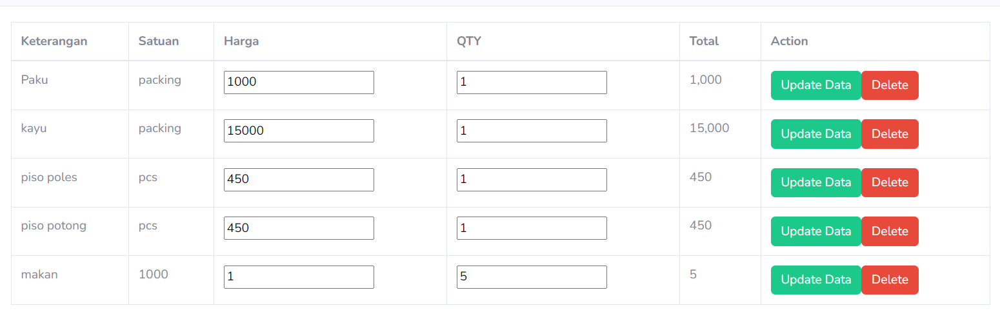 Keterangan Satuan Harga QTY Total Action
Paku packing 1000 1 1,000 Update Data Delete
kayu packing 15000 1 15,000 Update Data Delete
piso poles pcs 450 1 450 Update Data Delete
piso potong pcs 450 1 450 Update Data Delete
makan 1000 1 5 5 Update Data Delete